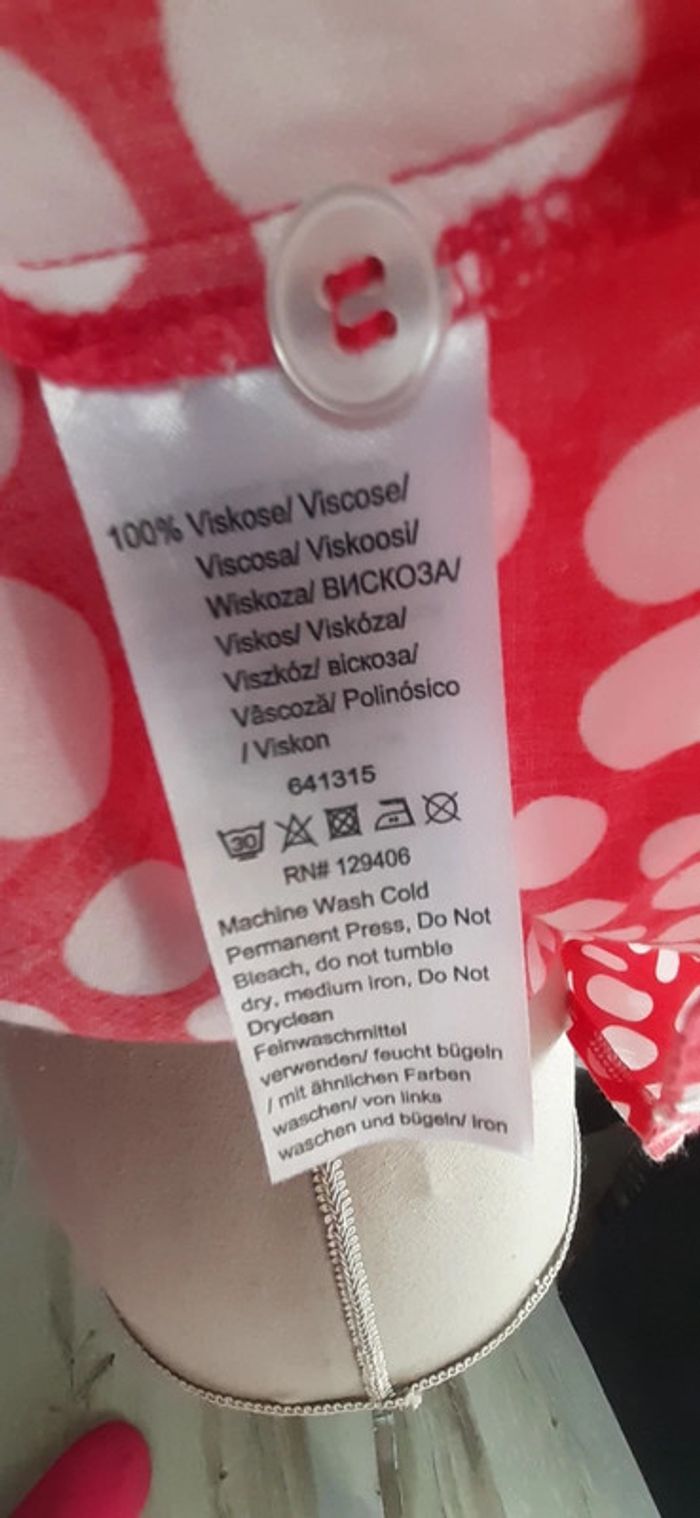 100% Viskose/ Viscose/
Viscosa/ Viskoosi/
Wiskoza/ ВИСКОЗА/
Viskos/ Viskóza/
Viszkóz/ віскоза/
Vâscoză/ Polinósico
/ Viskon
641315
30
RN# 129406
Machine Wash Cold
Permanent Press, Do Not
Bleach, do not tumble
dry, medium iron, Do Not
Dryclean
Feinwaschmittel
verwenden/ feucht bügeln
/ mit ähnlichen Farben
waschen/ von links
waschen und bügeln/ Iron